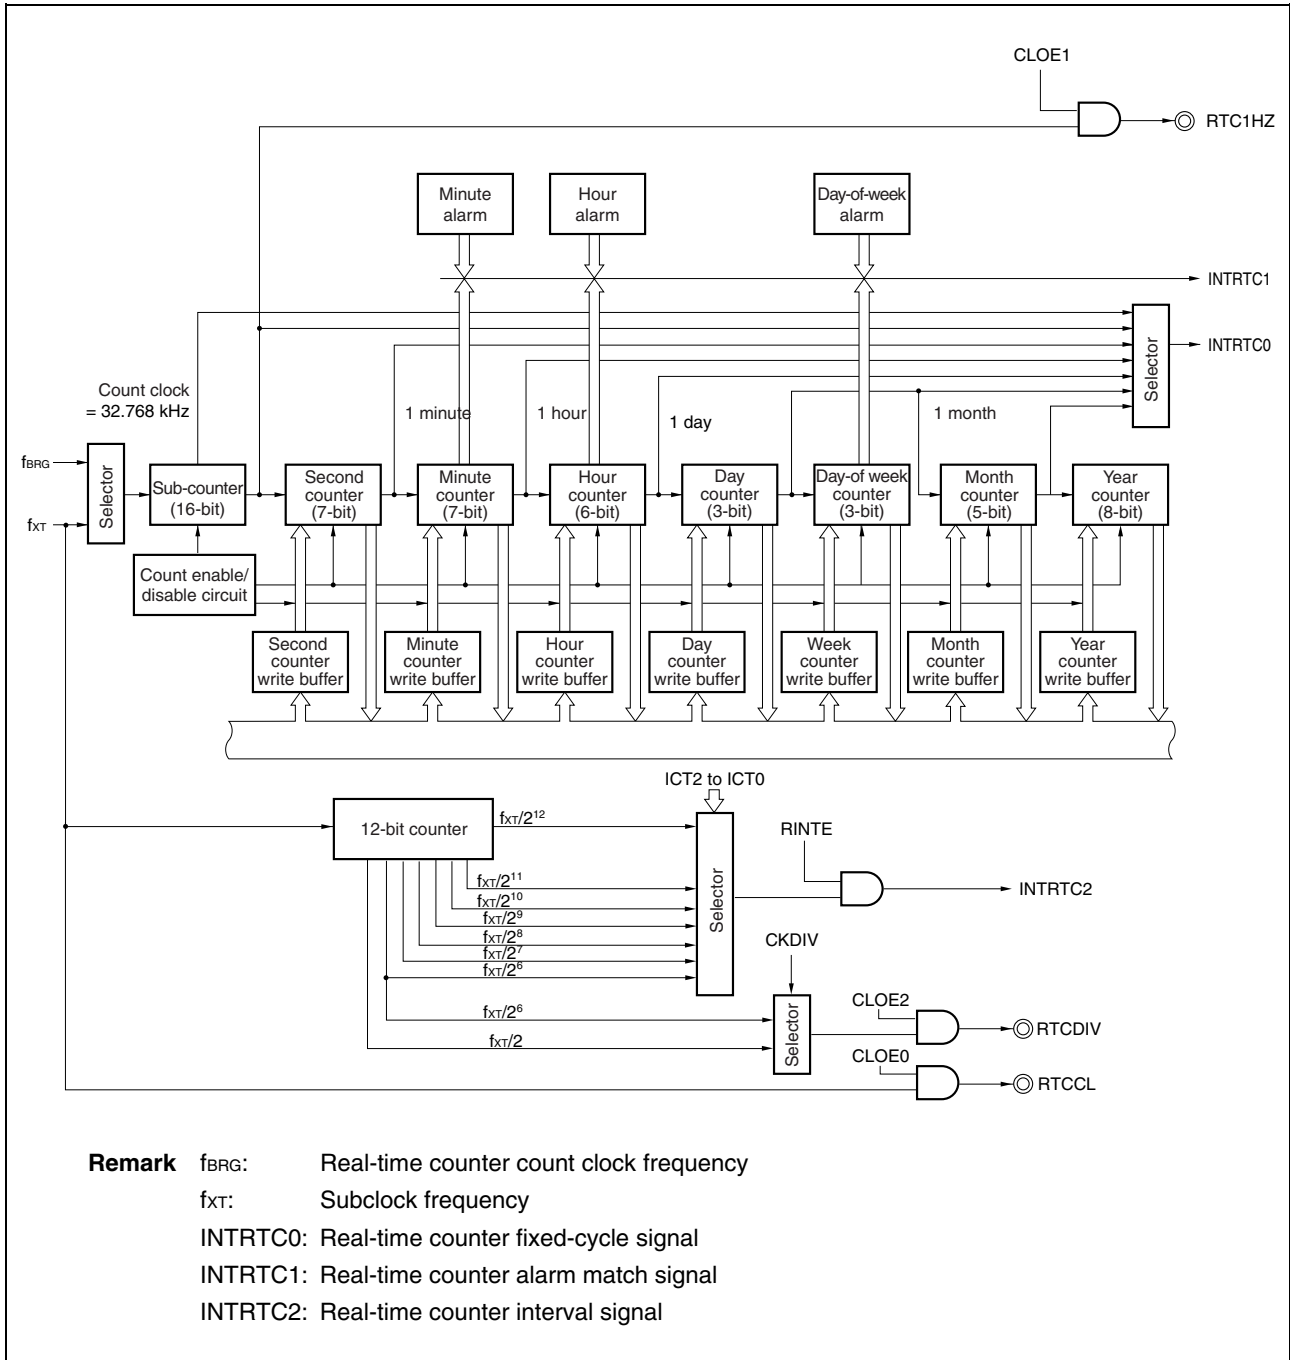 CLOE1
RTC1HZ
Minute
alarm
Hour
alarm
Day-of-week
alarm
INTRTC1
INTRTC0
Selector
Count clock
= 32.768 kHz
1 minute
1 hour
1 day
1 month
fBRG
fXT
Selector
Sub-counter
(16-bit)
Second
counter
(7-bit)
Minute
counter
(7-bit)
Hour
counter
(6-bit)
Day
counter
(3-bit)
Day-of week
counter
(3-bit)
Month
counter
(5-bit)
Year
counter
(8-bit)
Count enable/
disable circuit
Second
counter
write buffer
Minute
counter
write buffer
Hour
counter
write buffer
Day
counter
write buffer
Week
counter
write buffer
Month
counter
write buffer
Year
counter
write buffer
ICT2 to ICT0
12-bit counter
fXT/2¹²
fXT/2¹¹
fXT/2¹⁰
fXT/2⁹
fXT/2⁸
fXT/2⁷
fXT/2⁶
Selector
RINTE
INTRTC2
CKDIV
fXT/2⁶
fXT/2
Selector
CLOE2
RTCDIV
CLOE0
RTCCL
Remark fBRG: Real-time counter count clock frequency
fXT: Subclock frequency
INTRTC0: Real-time counter fixed-cycle signal
INTRTC1: Real-time counter alarm match signal
INTRTC2: Real-time counter interval signal